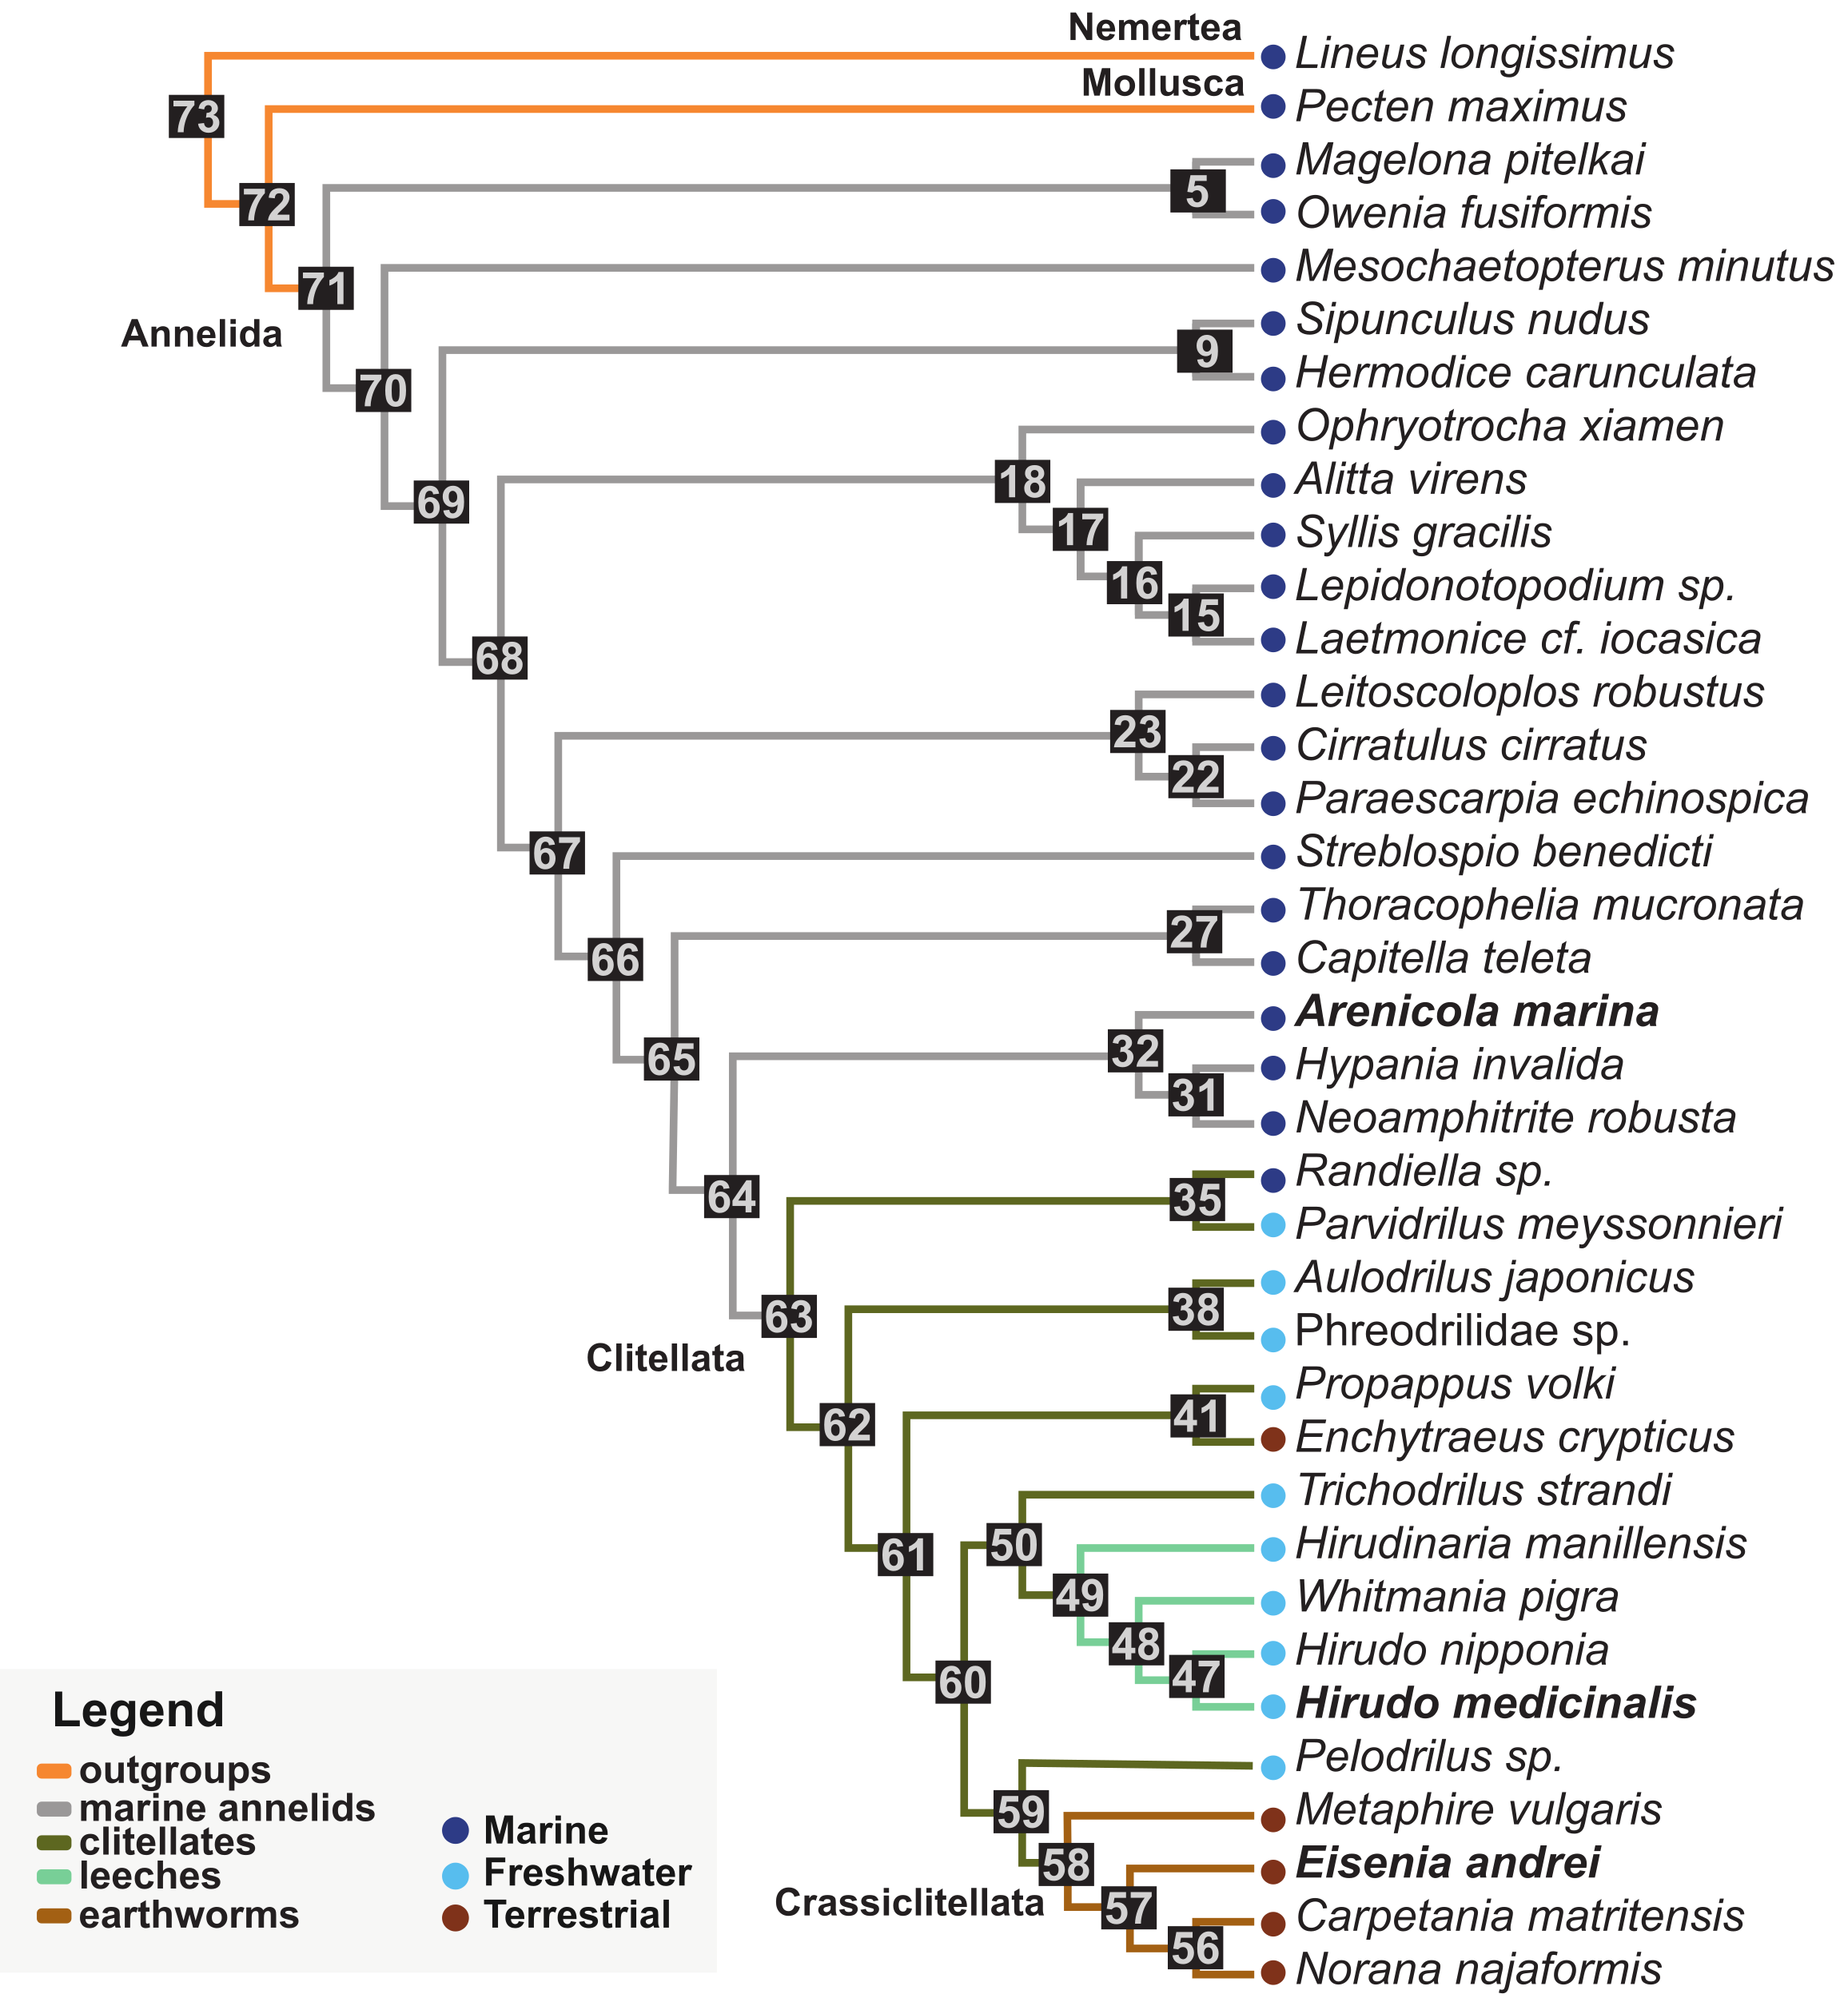 Nemertea
Lineus longissimus
Mollusca
Pecten maximus
73
Magelona pitelkai
5
72
Owenia fusiformis
Mesochaetopterus minutus
71
Annelida
Sipunculus nudus
9
70
Hermodice carunculata
Ophryotrocha xiamen
18
Alitta virens
69
17
Syllis gracilis
16
Lepidonotopodium sp.
15
Laetmonice cf. iocasica
68
Leitoscoloplos robustus
23
Cirratulus cirratus
22
Paraescarpia echinospica
67
Streblospio benedicti
Thoracophelia mucronata
27
66
Capitella teleta
Arenicola marina
32
65
Hypania invalida
31
Neoamphitrite robusta
64
Randiella sp.
35
Parvidrilus meyssonnieri
Aulodrilus japonicus
38
63
Phreodrilidae sp.
Clitellata
Propappus volki
41
62
Enchytraeus crypticus
Trichodrilus strandi
50
61
Hirudinaria manillensis
49
Whitmania pigra
48
Hirudo nipponia
47
60
Hirudo medicinalis
Pelodrilus sp.
59
Metaphire vulgaris
58
Eisenia andrei
Crassiclitellata
57
Carpetania matritensis
56
Norana najaformis
Legend
outgroups
marine annelids
clitellates
leeches
earthworms
Marine
Freshwater
Terrestrial